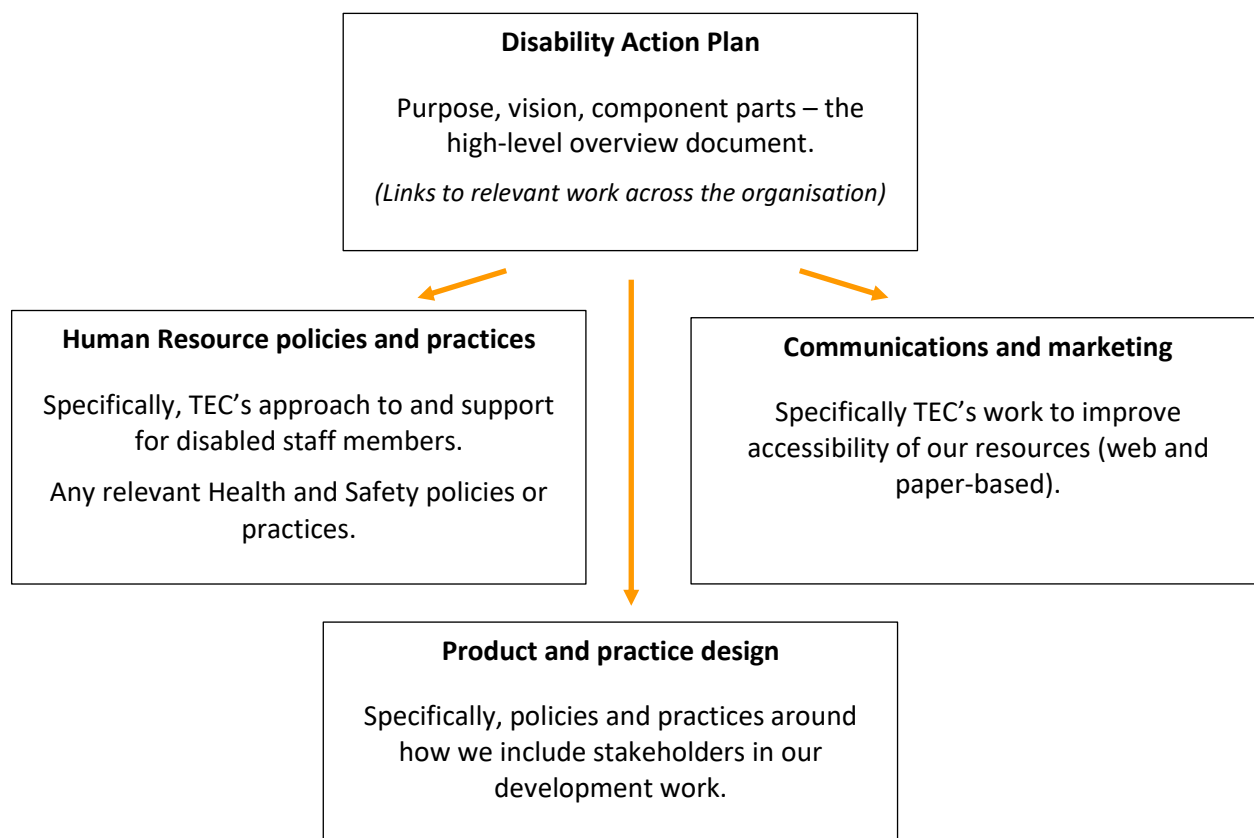 Disability Action Plan
Purpose, vision, component parts – the
high-level overview document.
(Links to relevant work across the organisation)
Human Resource policies and practices
Specifically, TEC’s approach to and support
for disabled staff members.
Any relevant Health and Safety policies or
practices.
Communications and marketing
Specifically TEC’s work to improve
accessibility of our resources (web and
paper-based).
Product and practice design
Specifically, policies and practices around
how we include stakeholders in our
development work.